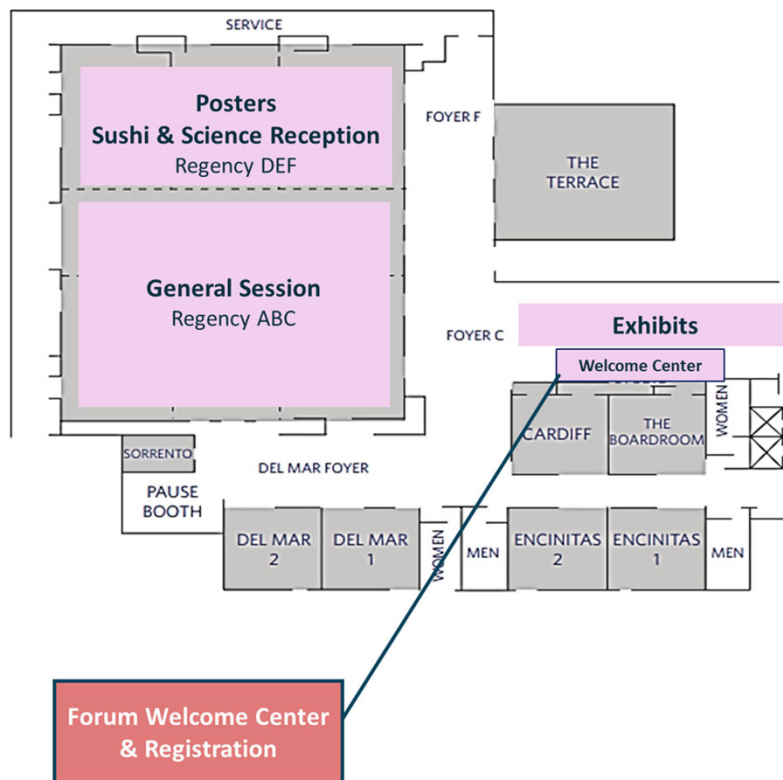 SERVICE
Posters
Sushi & Science Reception
Regency DEF
FOYER F
THE
TERRACE
General Session
Regency ABC
FOYER C
Exhibits
Welcome Center
WOMEN
CARDIFF
THE
BOARDROOM
SORRENTO
DEL MAR FOYER
PAUSE
BOOTH
DEL MAR
2
DEL MAR
1
WOMEN
MEN
ENCINITAS
2
ENCINITAS
1
MEN
Forum Welcome Center
& Registration